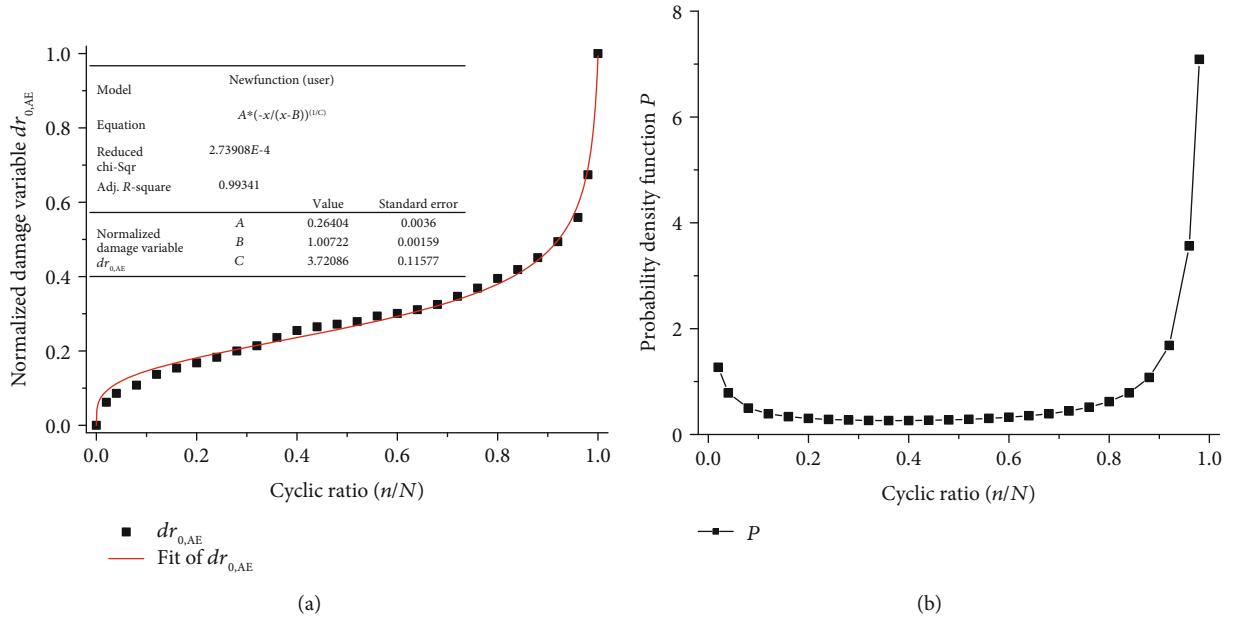 1.0
0.8
0.6
0.4
0.2
0.0
Normalized damage variable dr0,AE
Model
Newfunction (user)
Equation
A*(-x/(x-B))(1/C)
Reduced
chi-Sqr
2.73908E-4
Adj. R-square
0.99341
Value Standard error
Normalized
damage variable
dr0,AE
A 0.26404 0.0036
B 1.00722 0.00159
C 3.72086 0.11577
0.0 0.2 0.4 0.6 0.8 1.0
Cyclic ratio (n/N)
dr0,AE
Fit of dr0,AE
(a)
8
6
4
2
0
Probability density function P
0.0 0.2 0.4 0.6 0.8 1.0
Cyclic ratio (n/N)
P
(b)